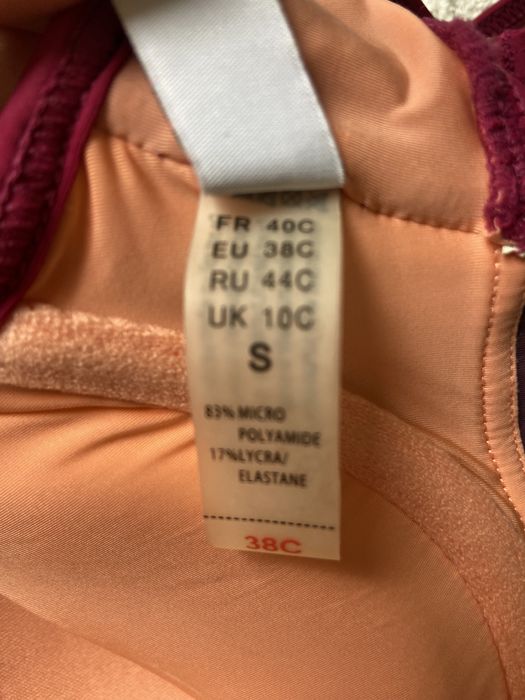 FR 40C
EU 38C
RU 44C
UK 10C
S
83% MICRO
POLYAMIDE
17%LYCRA/
ELASTANE
38C